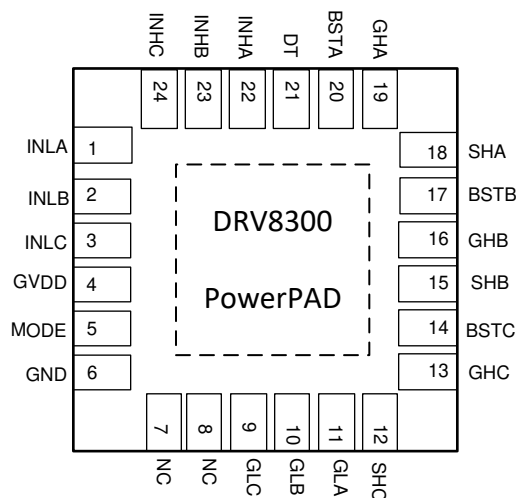 INHC INHB INHA DT BSTA GHA
24 23 22 21 20 19
INLA 1 18 SHA
INLB 2 17 BSTB
INLC 3 16 GHB
GVDD 4 15 SHB
MODE 5 14 BSTC
GND 6 13 GHC
DRV8300
PowerPAD
7 8 9 10 11 12
NC NC GLC GLB GLA SHC